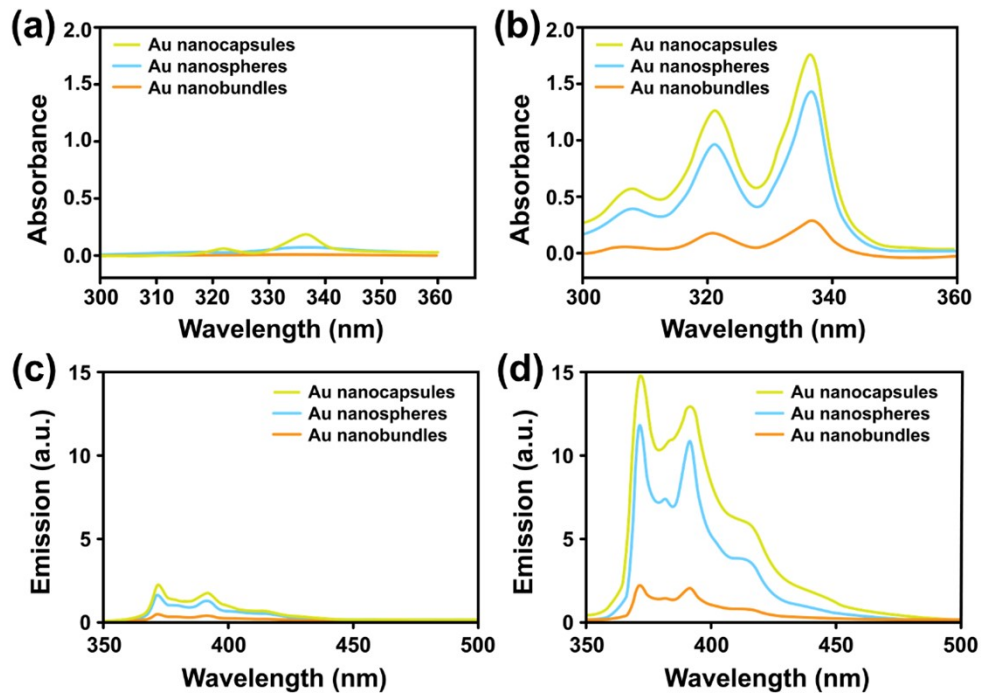 (a)
2.0
1.5
1.0
0.5
0.0
Absorbance
Au nanocapsules
Au nanospheres
Au nanobundles
300 310 320 330 340 350 360
Wavelength (nm)
(b)
2.0
1.5
1.0
0.5
0.0
Absorbance
Au nanocapsules
Au nanospheres
Au nanobundles
300 320 340 360
Wavelength (nm)
(c)
15
10
5
0
Emission (a.u.)
Au nanocapsules
Au nanospheres
Au nanobundles
350 400 450 500
Wavelength (nm)
(d)
15
10
5
0
Emission (a.u.)
Au nanocapsules
Au nanospheres
Au nanobundles
350 400 450 500
Wavelength (nm)